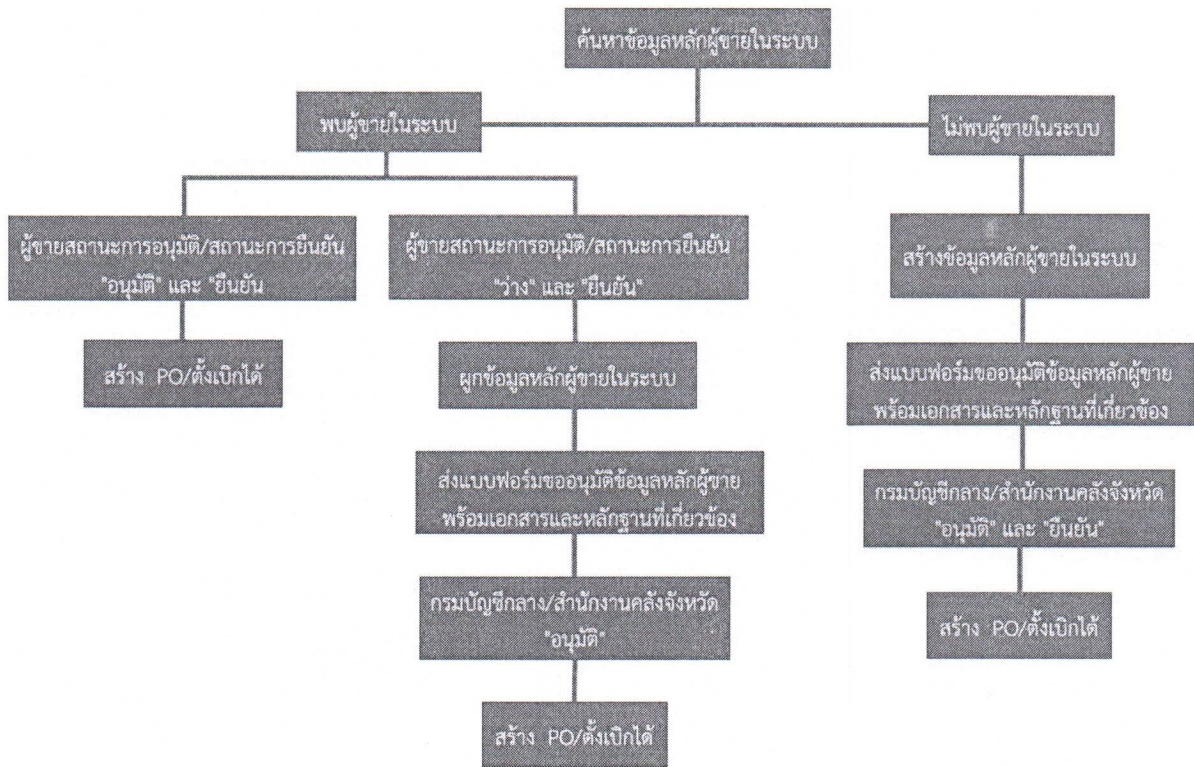 ค้นหาข้อมูลหลักผู้ขายในระบบ
พบผู้ขายในระบบ
ไม่พบผู้ขายในระบบ
ผู้ขายสถานะการอนุมัติ/สถานะการยืนยัน
"อนุมัติ" และ "ยืนยัน
ผู้ขายสถานะการอนุมัติ/สถานะการยืนยัน
"ว่าง" และ "ยืนยัน"
สร้างข้อมูลหลักผู้ขายในระบบ
สร้าง PO/ตั้งเบิกได้
ผูกข้อมูลหลักผู้ขายในระบบ
ส่งแบบฟอร์มขออนุมัติข้อมูลหลักผู้ขาย
พร้อมเอกสารและหลักฐานที่เกี่ยวข้อง
ส่งแบบฟอร์มขออนุมัติข้อมูลหลักผู้ขาย
พร้อมเอกสารและหลักฐานที่เกี่ยวข้อง
กรมบัญชีกลาง/สำนักงานคลังจังหวัด
"อนุมัติ" และ "ยืนยัน"
กรมบัญชีกลาง/สำนักงานคลังจังหวัด
"อนุมัติ"
สร้าง PO/ตั้งเบิกได้
สร้าง PO/ตั้งเบิกได้